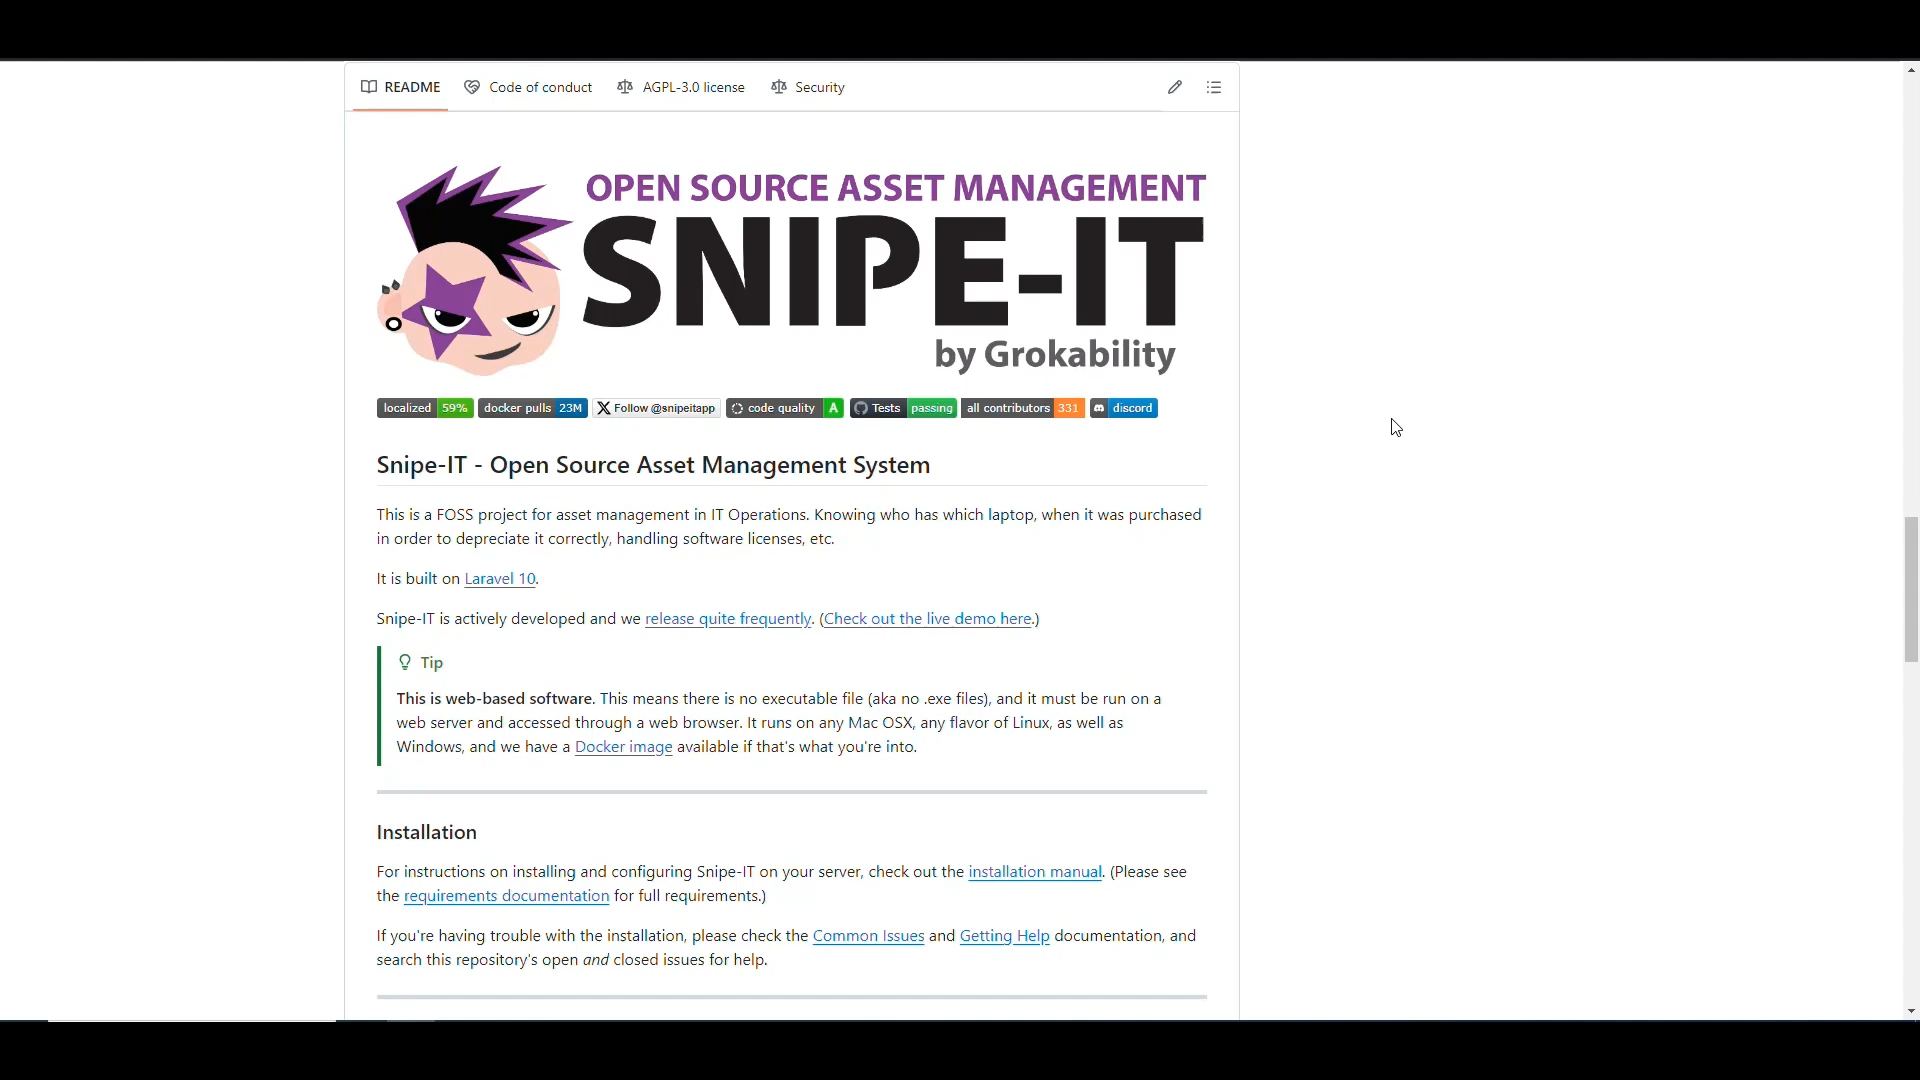 README Code of conduct AGPL-3.0 license Security
OPEN SOURCE ASSET MANAGEMENT
SNIPE-IT
by Grokability
localized 59% docker pulls 23M Follow @snipeitapp code quality A Tests passing all contributors 331 discord
Snipe-IT - Open Source Asset Management System
This is a FOSS project for asset management in IT Operations. Knowing who has which laptop, when it was purchased
in order to depreciate it correctly, handling software licenses, etc.
It is built on Laravel 10.
Snipe-IT is actively developed and we release quite frequently. (Check out the live demo here.)
Tip
This is web-based software. This means there is no executable file (aka no .exe files), and it must be run on a
web server and accessed through a web browser. It runs on any Mac OSX, any flavor of Linux, as well as
Windows, and we have a Docker image available if that's what you're into.
Installation
For instructions on installing and configuring Snipe-IT on your server, check out the installation manual. (Please see
the requirements documentation for full requirements.)
If you're having trouble with the installation, please check the Common Issues and Getting Help documentation, and
search this repository's open and closed issues for help.